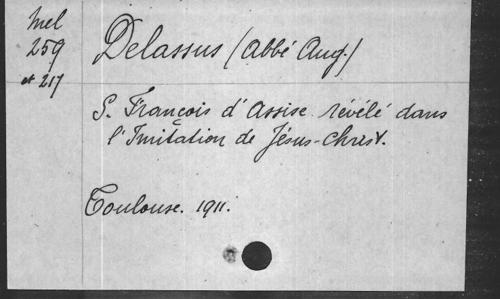 Mel
259
et 217
Delassus (Abbé Aug.)
S. François d'Assise révélé dans
l'Imitation de Jésus-Christ.
Toulouse. 1911.